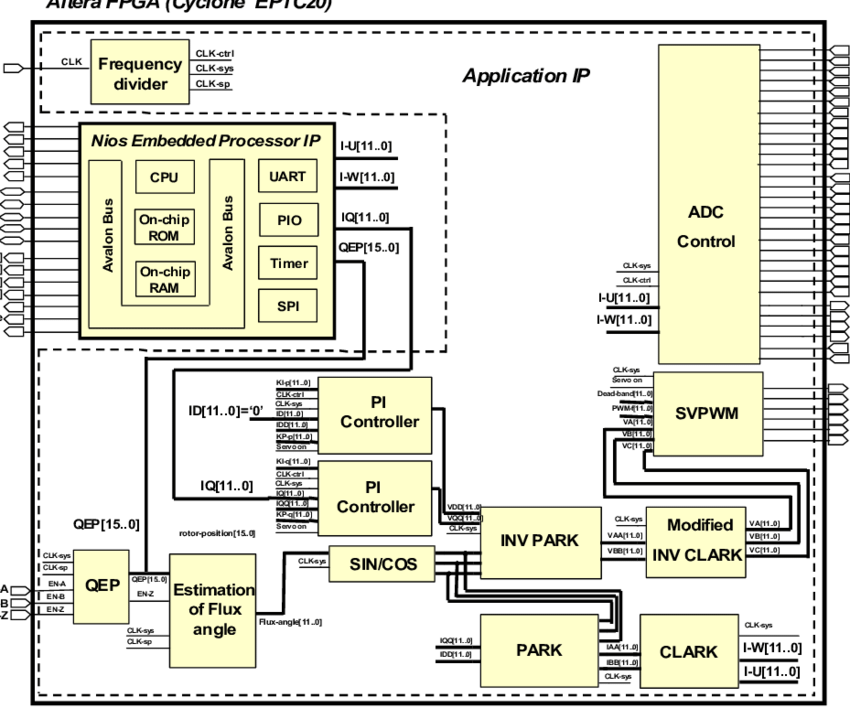 Altera FPGA (Cyclone EP1C20)
Application IP
CLK
Frequency
divider
CLK-ctrl
CLK-sys
CLK-sp
Nios Embedded Processor IP
Avalon Bus
CPU
On-chip
ROM
On-chip
RAM
Avalon Bus
UART
PIO
Timer
SPI
I-U[11..0]
I-W[11..0]
IQ[11..0]
QEP[15..0]
ADC
Control
CLK-sys
CLK-ctrl
I-U[11..0]
I-W[11..0]
CLK-sys
Servo on
Dead-band[11..0]
PWM-f[11..0]
VA[11..0]
VB[11..0]
VC[11..0]
SVPWM
ID[11..0]='0'
KI-p[11..0]
CLK-ctrl
CLK-sys
ID[11..0]
IDD[11..0]
KP-p[11..0]
Servo on
PI
Controller
IQ[11..0]
KI-q[11..0]
CLK-ctrl
CLK-sys
IQ[11..0]
IQQ[11..0]
KP-q[11..0]
Servo on
PI
Controller
VDD[11..0]
VQQ[11..0]
CLK-sys
INV PARK
CLK-sys
VAA[11..0]
VBB[11..0]
Modified
INV CLARK
VA[11..0]
VB[11..0]
VC[11..0]
QEP[15..0]
rotor-position[15..0]
CLK-sys
SIN/COS
CLK-sys
CLK-sp
A
EN-A
B
EN-B
Z
EN-Z
QEP
QEP[15..0]
EN-Z
CLK-sys
CLK-sp
Estimation
of Flux
angle
Flux-angle[11..0]
IQQ[11..0]
IDD[11..0]
PARK
IAA[11..0]
IBB[11..0]
CLK-sys
CLARK
CLK-sys
I-W[11..0]
I-U[11..0]